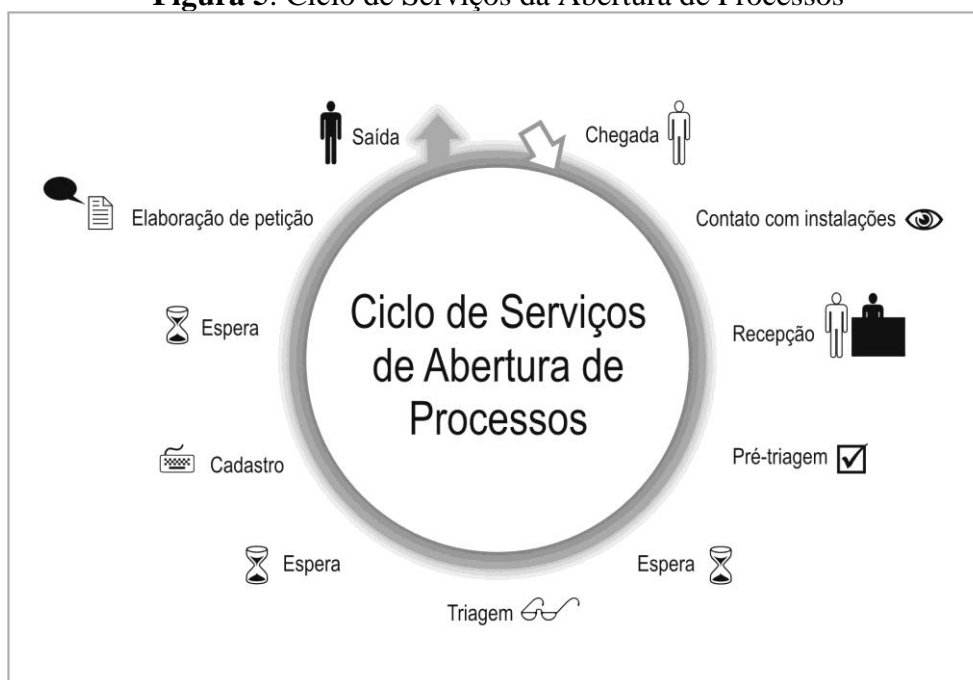 Figura 3: Ciclo de Serviços da Abertura de Processos
Saída
Chegada
Elaboração de petição
Contato com instalações
Espera
Recepção
Ciclo de Serviços
de Abertura de
Processos
Cadastro
Pré-triagem
Espera
Espera
Triagem